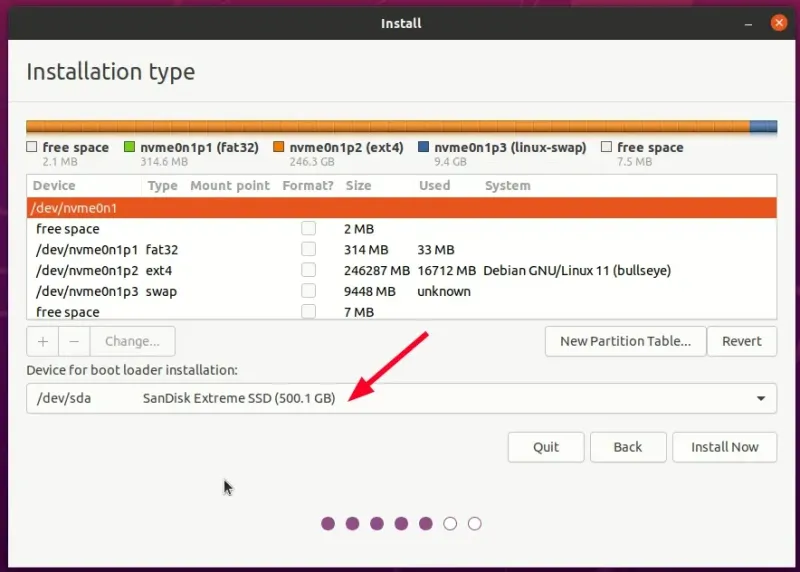 Install
Installation type
free space nvme0n1p1 (fat32) nvme0n1p2 (ext4) nvme0n1p3 (linux-swap) free space
2.1 MB 314.6 MB 246.3 GB 9.4 GB 7.5 MB
Device Type Mount point Format? Size Used System
/dev/nvme0n1
free space 2 MB
/dev/nvme0n1p1 fat32 314 MB 33 MB
/dev/nvme0n1p2 ext4 246287 MB 16712 MB Debian GNU/Linux 11 (bullseye)
/dev/nvme0n1p3 swap 9448 MB unknown
free space 7 MB
+ − Change... New Partition Table... Revert
Device for boot loader installation:
/dev/sda SanDisk Extreme SSD (500.1 GB)
Quit Back Install Now